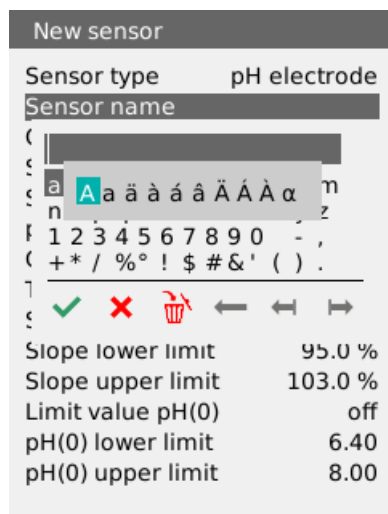 New sensor
Sensor type pH electrode
Sensor name
A a ä à á â Ä Á À α
a m
n z
1 2 3 4 5 6 7 8 9 0 - ,
+ * / % ° ! $ # & ' ( ) .
Slope lower limit 95.0 %
Slope upper limit 103.0 %
Limit value pH(0) off
pH(0) lower limit 6.40
pH(0) upper limit 8.00